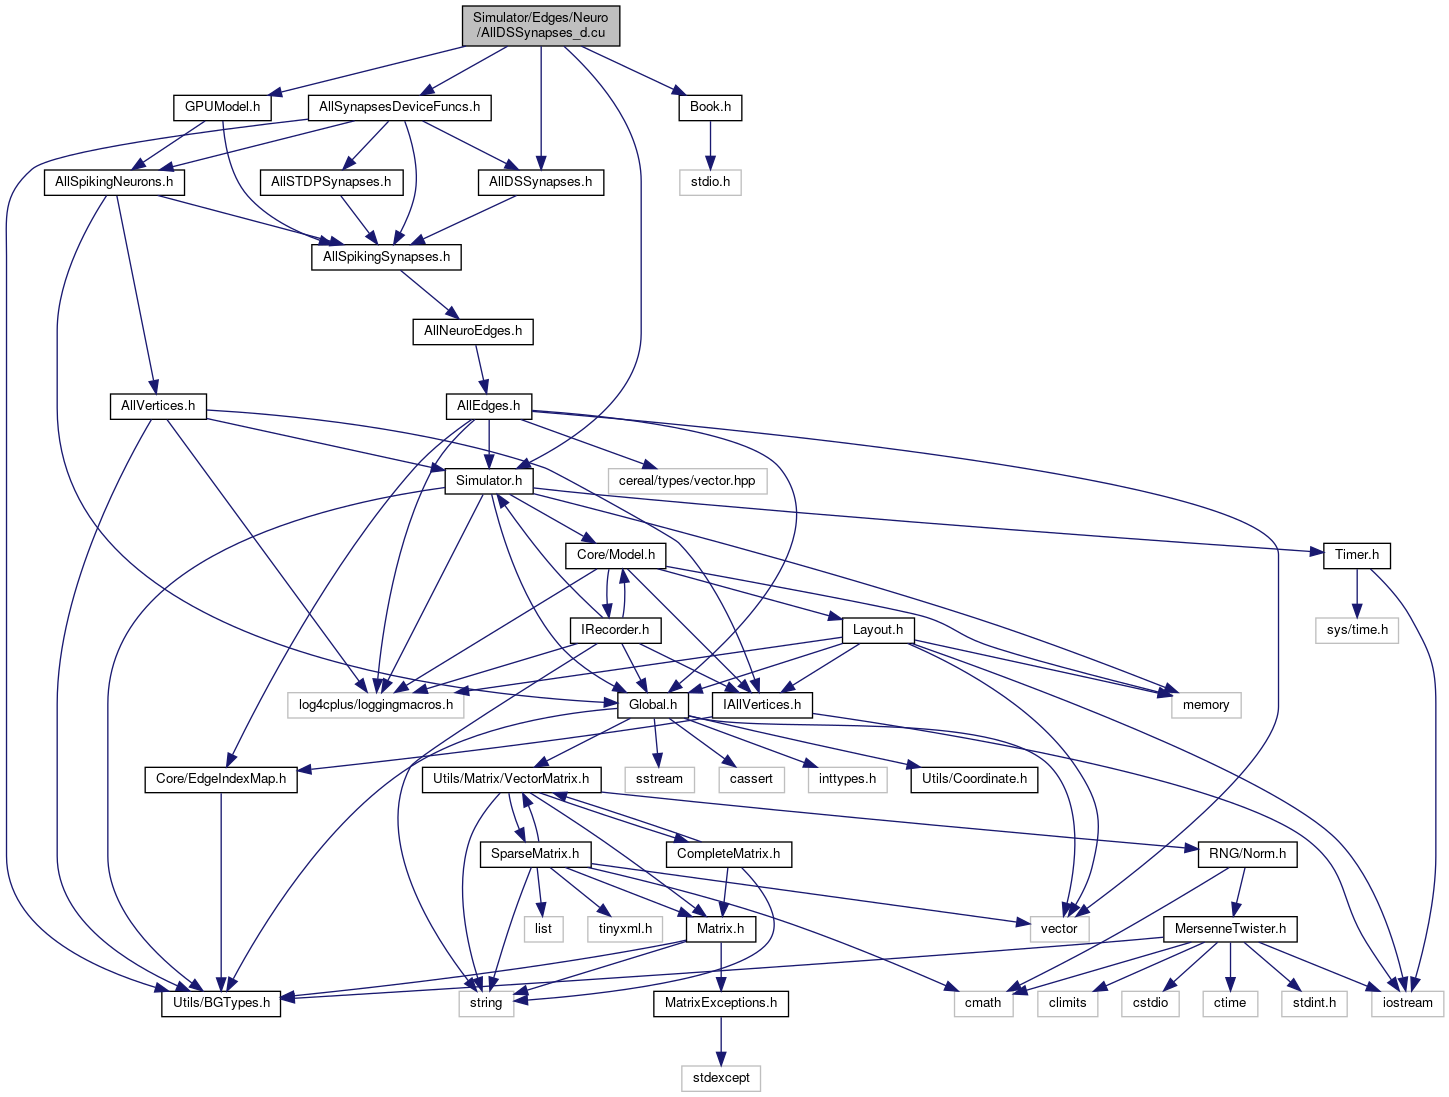 Simulator/Edges/Neuro
/AllDSSynapses_d.cu
GPUModel.h
AllSynapsesDeviceFuncs.h
Book.h
AllSpikingNeurons.h
AllSTDPSynapses.h
AllDSSynapses.h
stdio.h
AllSpikingSynapses.h
AllNeuroEdges.h
AllVertices.h
AllEdges.h
Simulator.h
cereal/types/vector.hpp
Core/Model.h
Timer.h
IRecorder.h
Layout.h
sys/time.h
log4cplus/loggingmacros.h
Global.h
IAllVertices.h
memory
Core/EdgeIndexMap.h
Utils/Matrix/VectorMatrix.h
sstream
cassert
inttypes.h
Utils/Coordinate.h
SparseMatrix.h
CompleteMatrix.h
RNG/Norm.h
list
tinyxml.h
Matrix.h
vector
MersenneTwister.h
Utils/BGTypes.h
string
MatrixExceptions.h
cmath
climits
cstdio
ctime
stdint.h
iostream
stdexcept